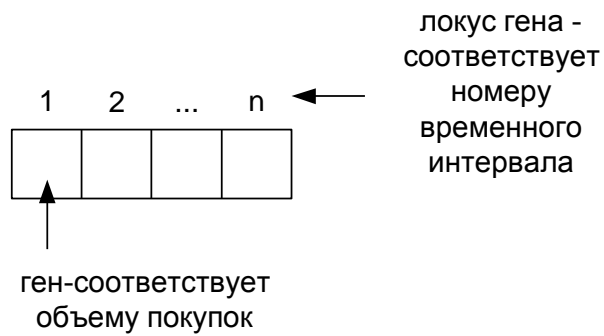 локус гена -
соответствует
номеру
временного
интервала
1 2 ... n
ген-соответствует
объему покупок